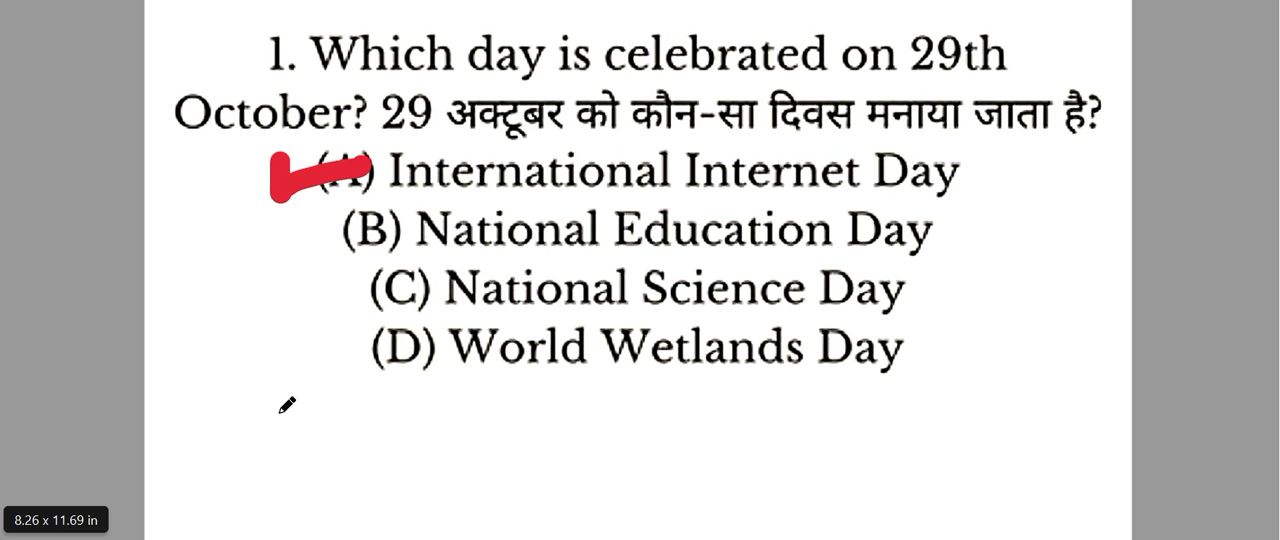 1. Which day is celebrated on 29th
October? 29 अक्टूबर को कौन-सा दिवस मनाया जाता है?
(A) International Internet Day
(B) National Education Day
(C) National Science Day
(D) World Wetlands Day
8.26 x 11.69 in